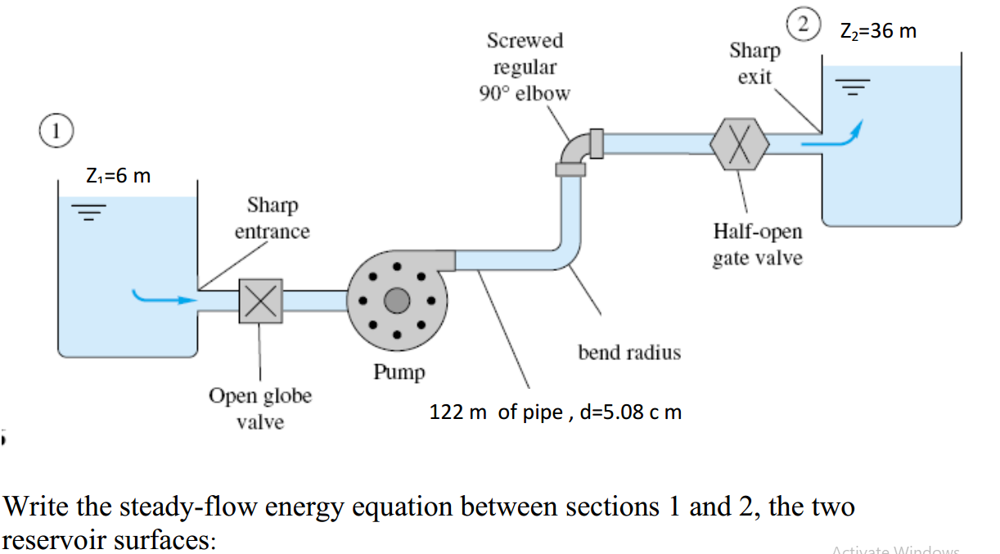 2
Z₂=36 m
Screwed
regular
90° elbow
Sharp
exit
1
Z₁=6 m
Sharp
entrance
Half-open
gate valve
bend radius
Pump
Open globe
valve
122 m of pipe , d=5.08 c m
Write the steady-flow energy equation between sections 1 and 2, the two
reservoir surfaces:
Activate Windows